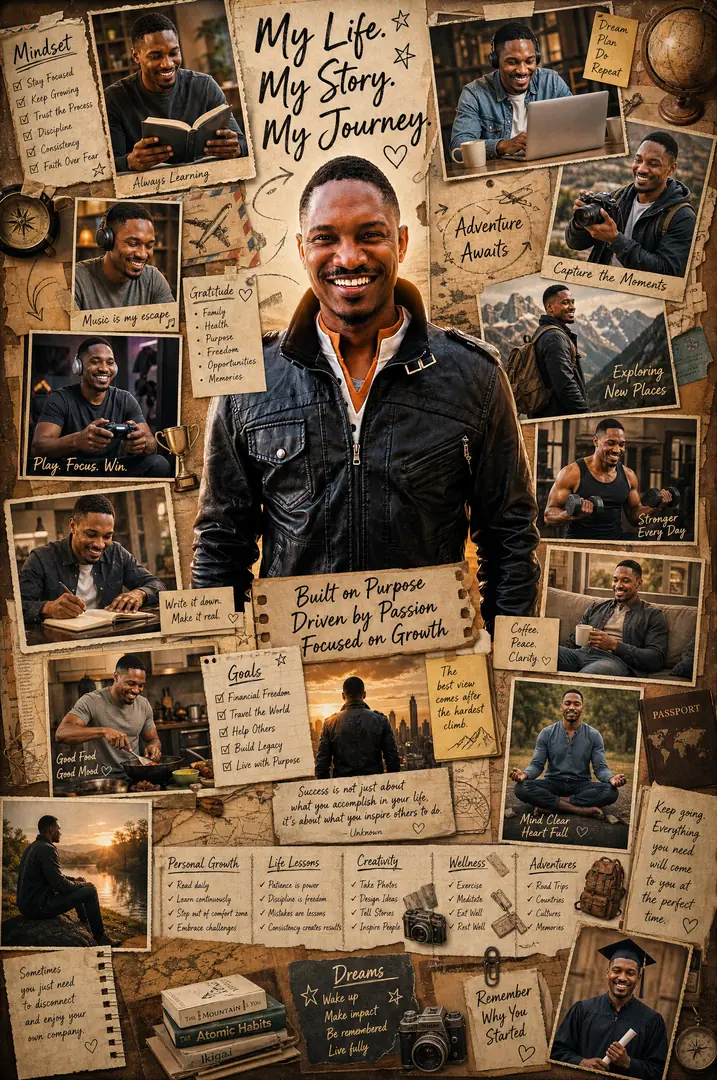 Mindset
Stay Focused
Keep Growing
Trust the Process
Discipline
Consistency
Faith Over Fear
Always Learning
My Life.
My Story.
My Journey.
Dream
Plan
Do
Repeat
Music is my escape
Gratitude
Family
Health
Purpose
Freedom
Opportunities
Memories
Adventure
Awaits
Capture the Moments
Exploring
New Places
Play. Focus. Win.
Stronger
Every Day
Write it down.
Make it real.
Built on Purpose
Driven by Passion
Focused on Growth
Coffee.
Peace.
Clarity.
Good Food
Good Mood
Goals
Financial Freedom
Travel the World
Help Others
Build Legacy
Live with Purpose
The
best view
comes after
the hardest
climb.
PASSPORT
Mind Clear
Heart Full
Success is not just about
what you accomplish in your life,
it's about what you inspire others to do.
- Unknown
Personal Growth
Read daily
Learn continuously
Step out of comfort zone
Embrace challenges
Life Lessons
Patience is power
Discipline is freedom
Mistakes are lessons
Consistency creates results
Creativity
Take Photos
Design Ideas
Tell Stories
Inspire People
Wellness
Exercise
Meditate
Eat Well
Rest Well
Adventures
Road Trips
Countries
Cultures
Memories
Keep going.
Everything
you need
will come
to you at
the perfect
time.
Sometimes
you just need
to disconnect
and enjoy your
own company.
THE MOUNTAIN IS YOU
Atomic Habits
Ikigai
Dreams
Wake up
Make impact
Be remembered
Live fully
Remember
Why You
Started